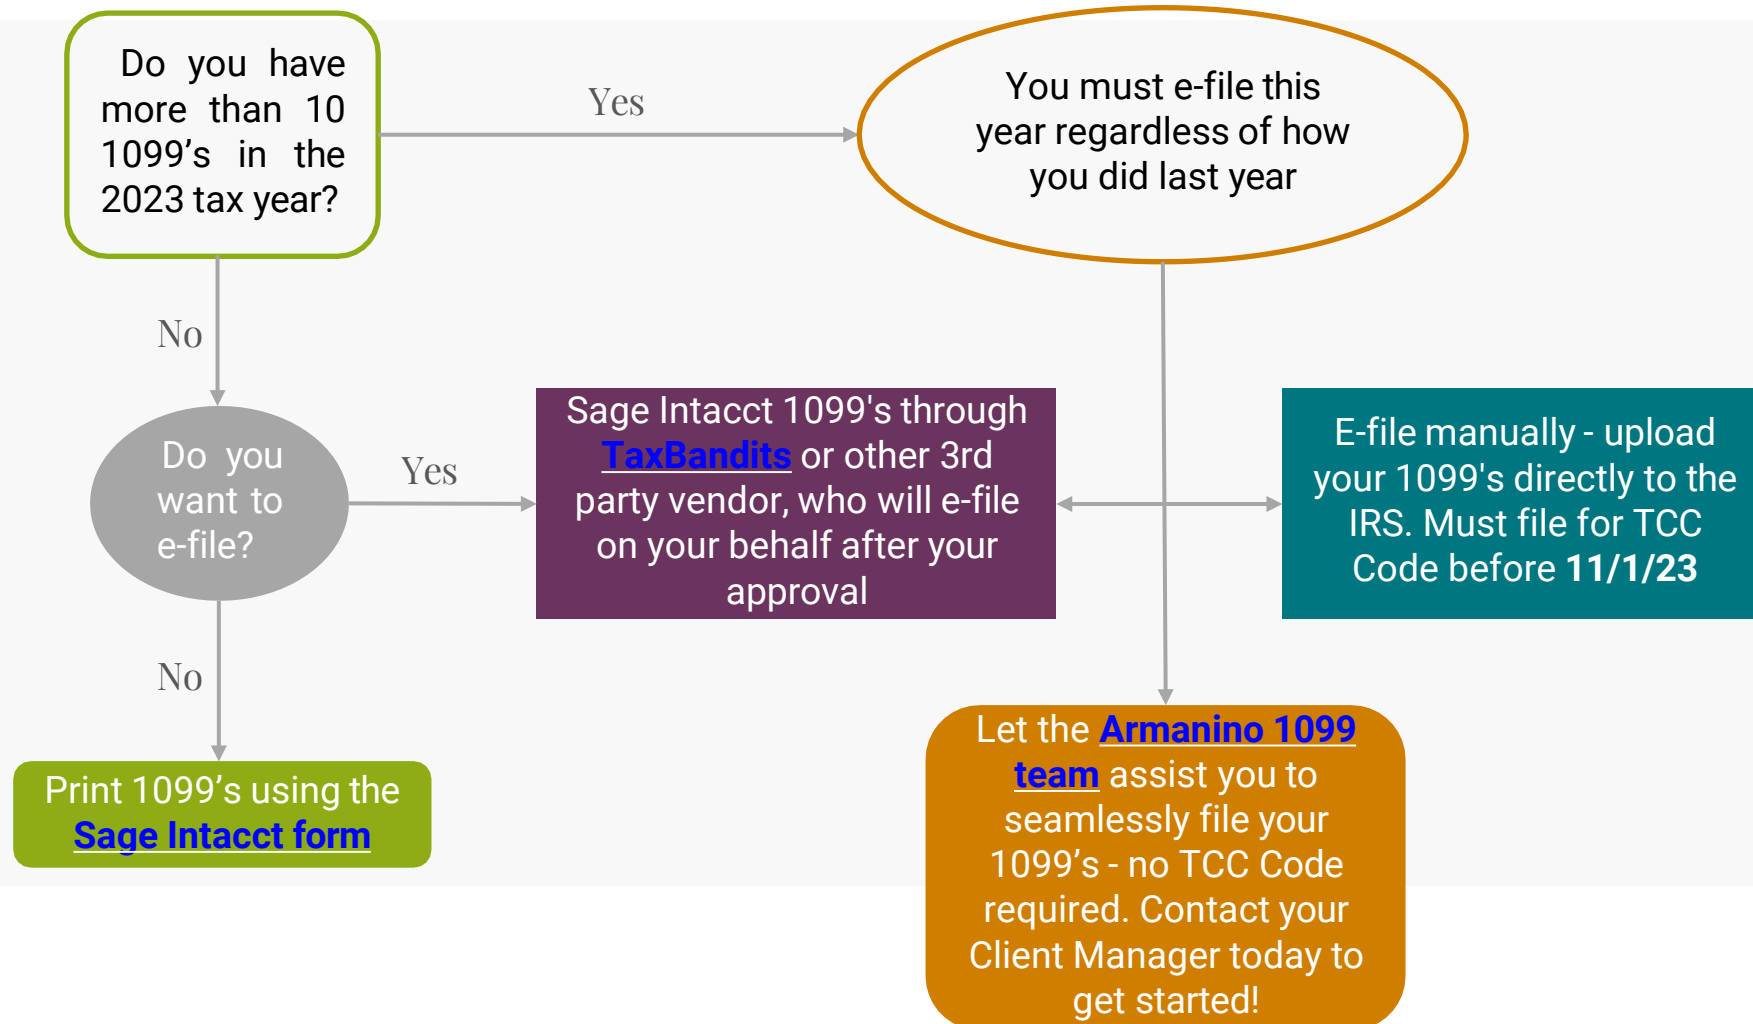 Do you have
more than 10
1099’s in the
2023 tax year?
Yes
You must e-file this
year regardless of how
you did last year
No
Do you
want to
e-file?
Yes
Sage Intacct 1099's through
TaxBandits or other 3rd
party vendor, who will e-file
on your behalf after your
approval
E-file manually - upload
your 1099's directly to the
IRS. Must file for TCC
Code before 11/1/23
No
Print 1099’s using the
Sage Intacct form
Let the Armanino 1099
team assist you to
seamlessly file your
1099’s - no TCC Code
required. Contact your
Client Manager today to
get started!